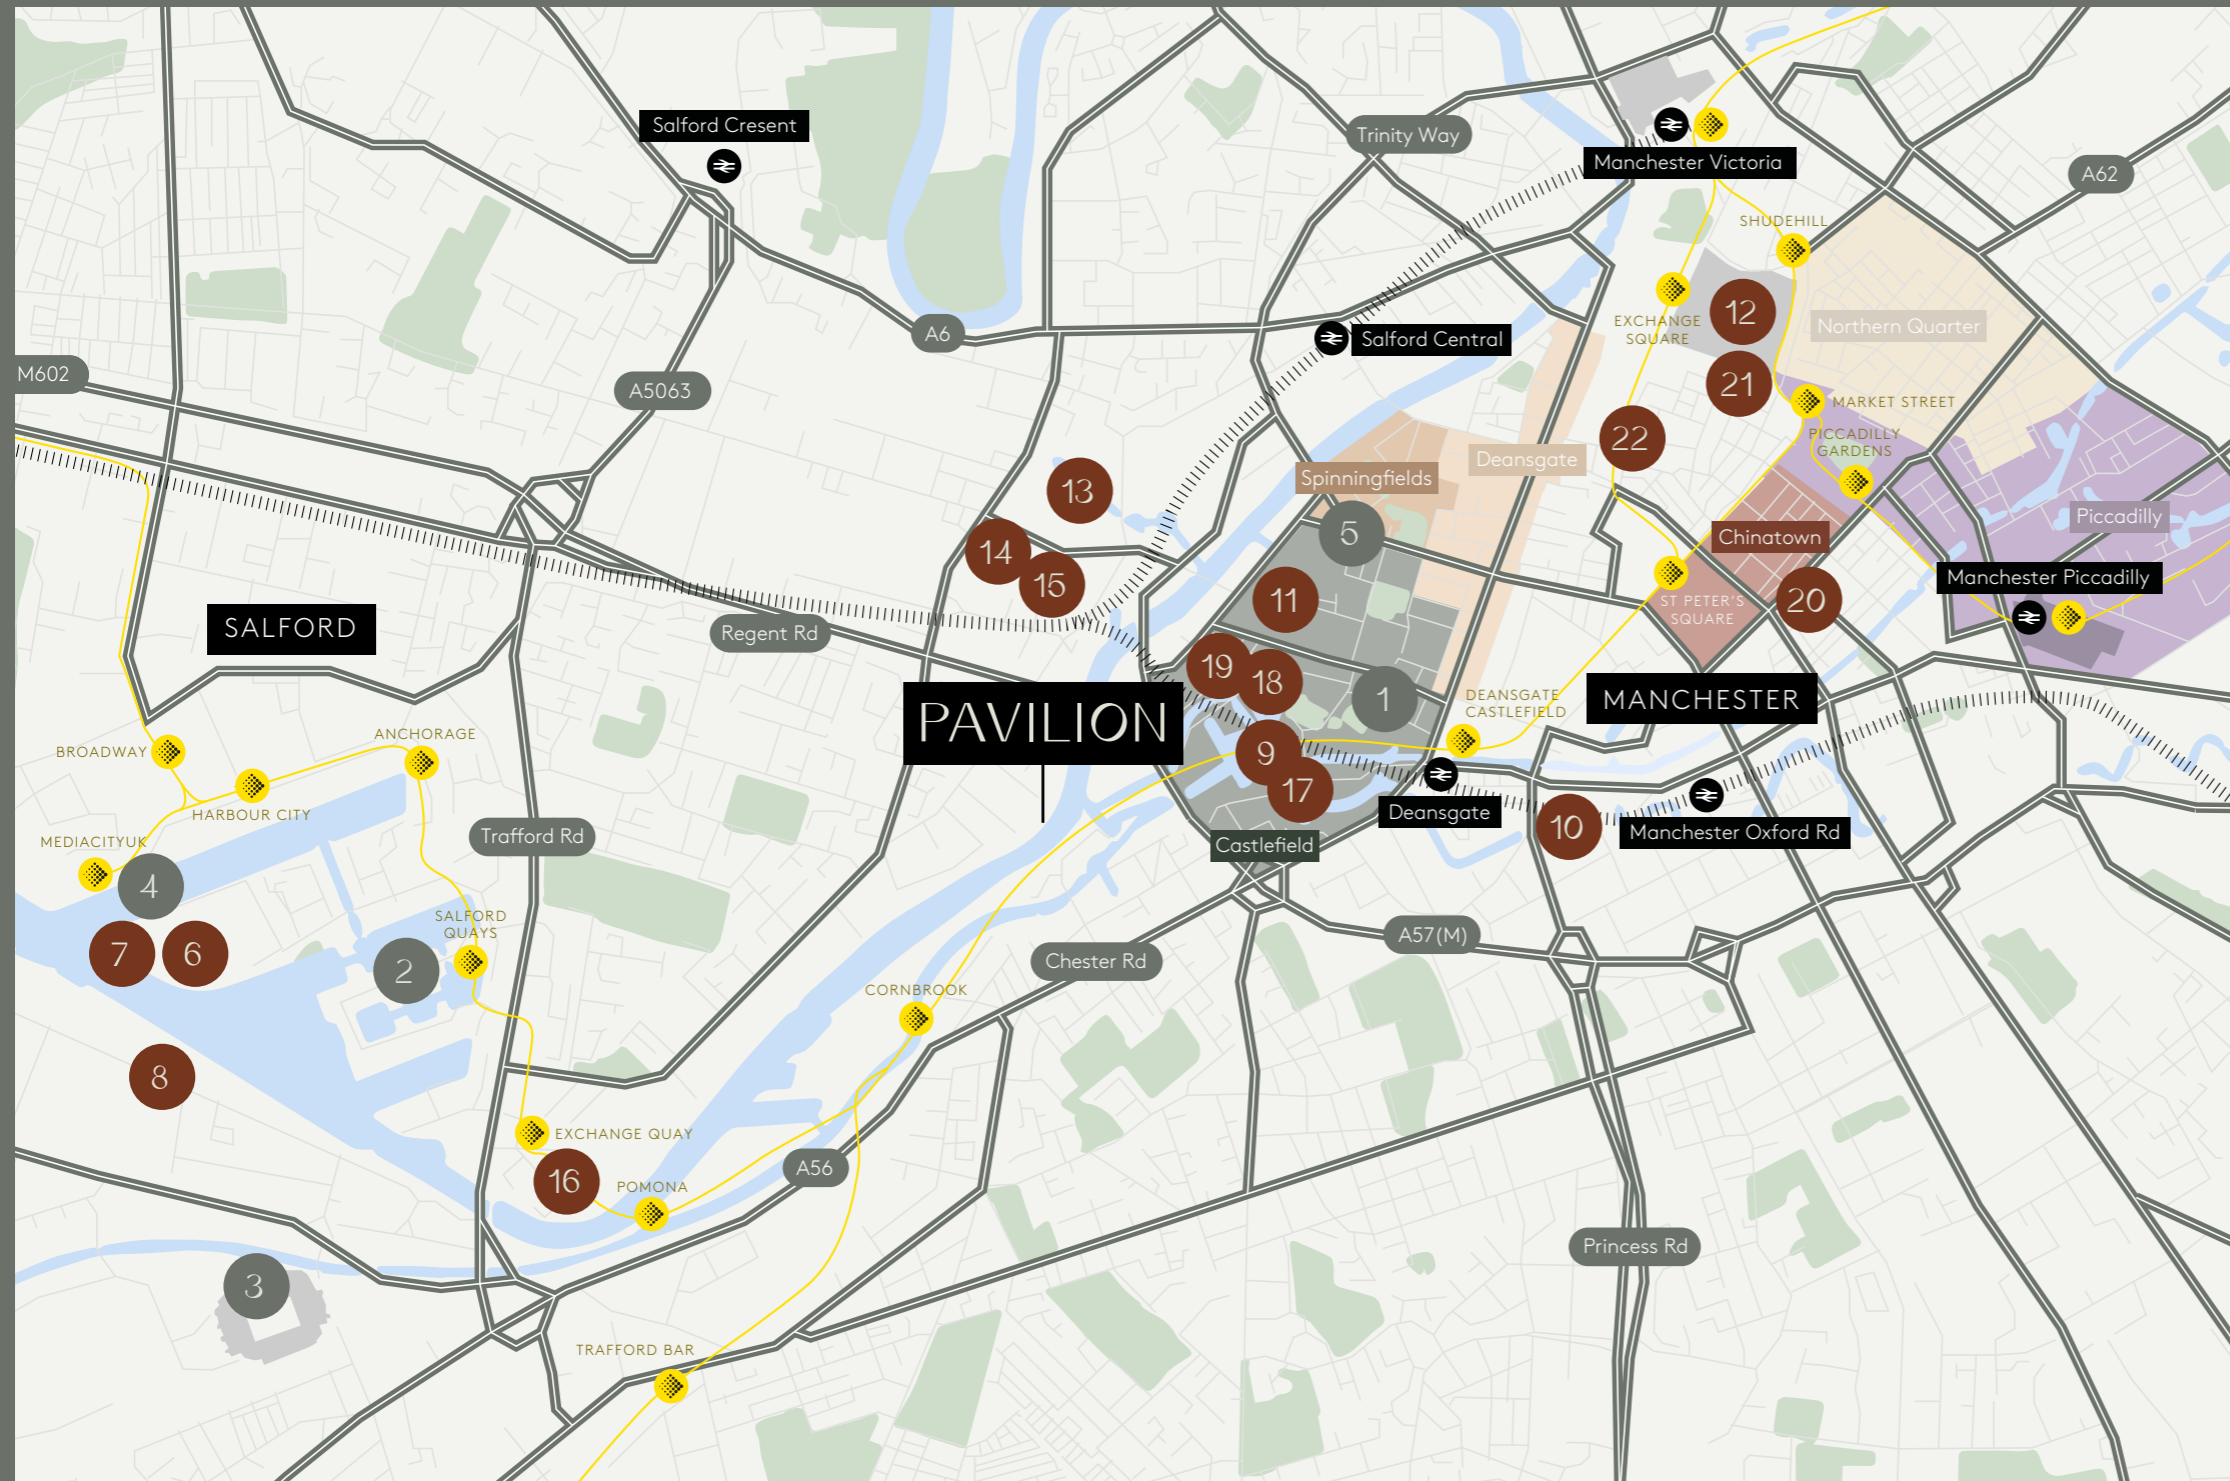 Salford Cresent
Trinity Way
Manchester Victoria
A62
SHUDEHILL
EXCHANGE
SQUARE
12
Northern Quarter
A6
Salford Central
M602
A5063
21
MARKET STREET
22
PICCADILLY
GARDENS
Deansgate
Spinningfields
13
5
Piccadilly
Chinatown
14
15
11
Manchester Piccadilly
ST PETER'S
SQUARE
20
SALFORD
Regent Rd
19
18
1
DEANSGATE
CASTLEFIELD
MANCHESTER
PAVILION
BROADWAY
ANCHORAGE
9
17
HARBOUR CITY
Deansgate
10
Manchester Oxford Rd
MEDIACITYUK
Trafford Rd
Castlefield
4
SALFORD
QUAYS
7
6
2
A57(M)
Chester Rd
CORNBROOK
8
EXCHANGE QUAY
16
POMONA
A56
Princess Rd
3
TRAFFORD BAR